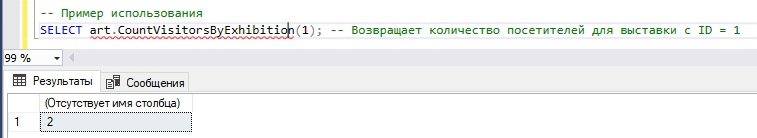 -- Пример использования
SELECT art.CountVisitorsByExhibition(1); -- Возвращает количество посетителей для выставки с ID = 1
99 %
Результаты Сообщения
(Отсутствует имя столбца)
1 2